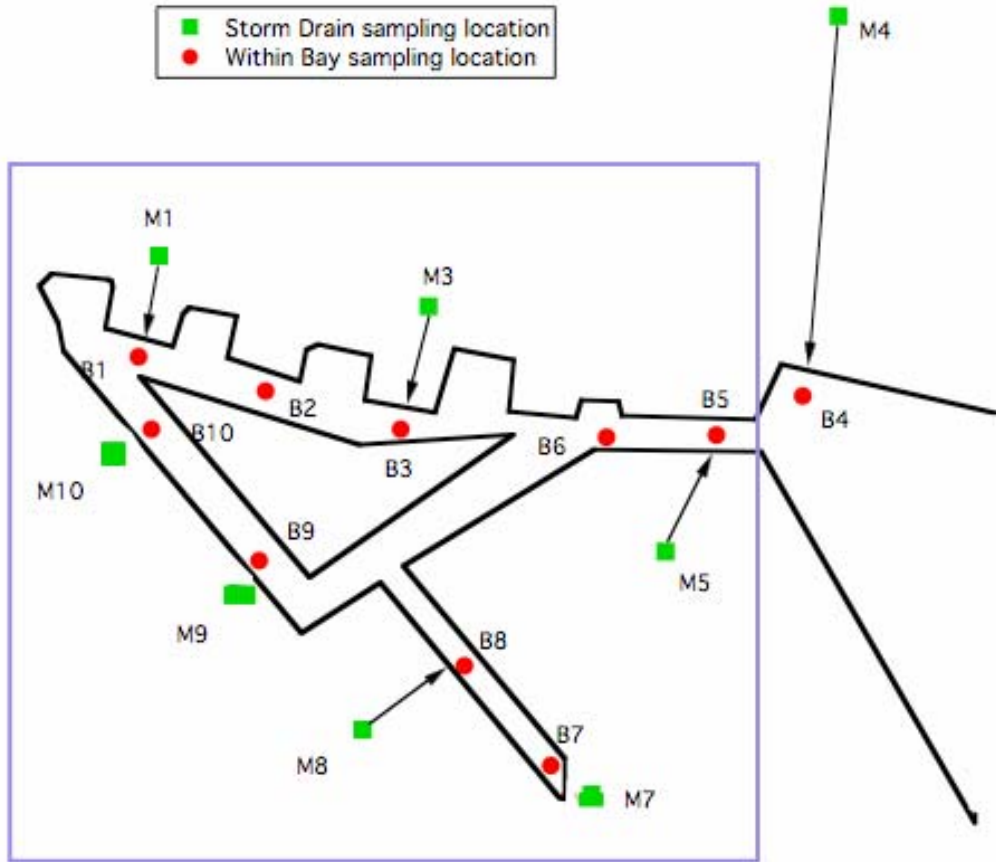 Storm Drain sampling location
Within Bay sampling location
M4
M1
M3
B1
B2
B5
B4
B10
B3
B6
M10
B9
M5
M9
B8
B7
M8
M7